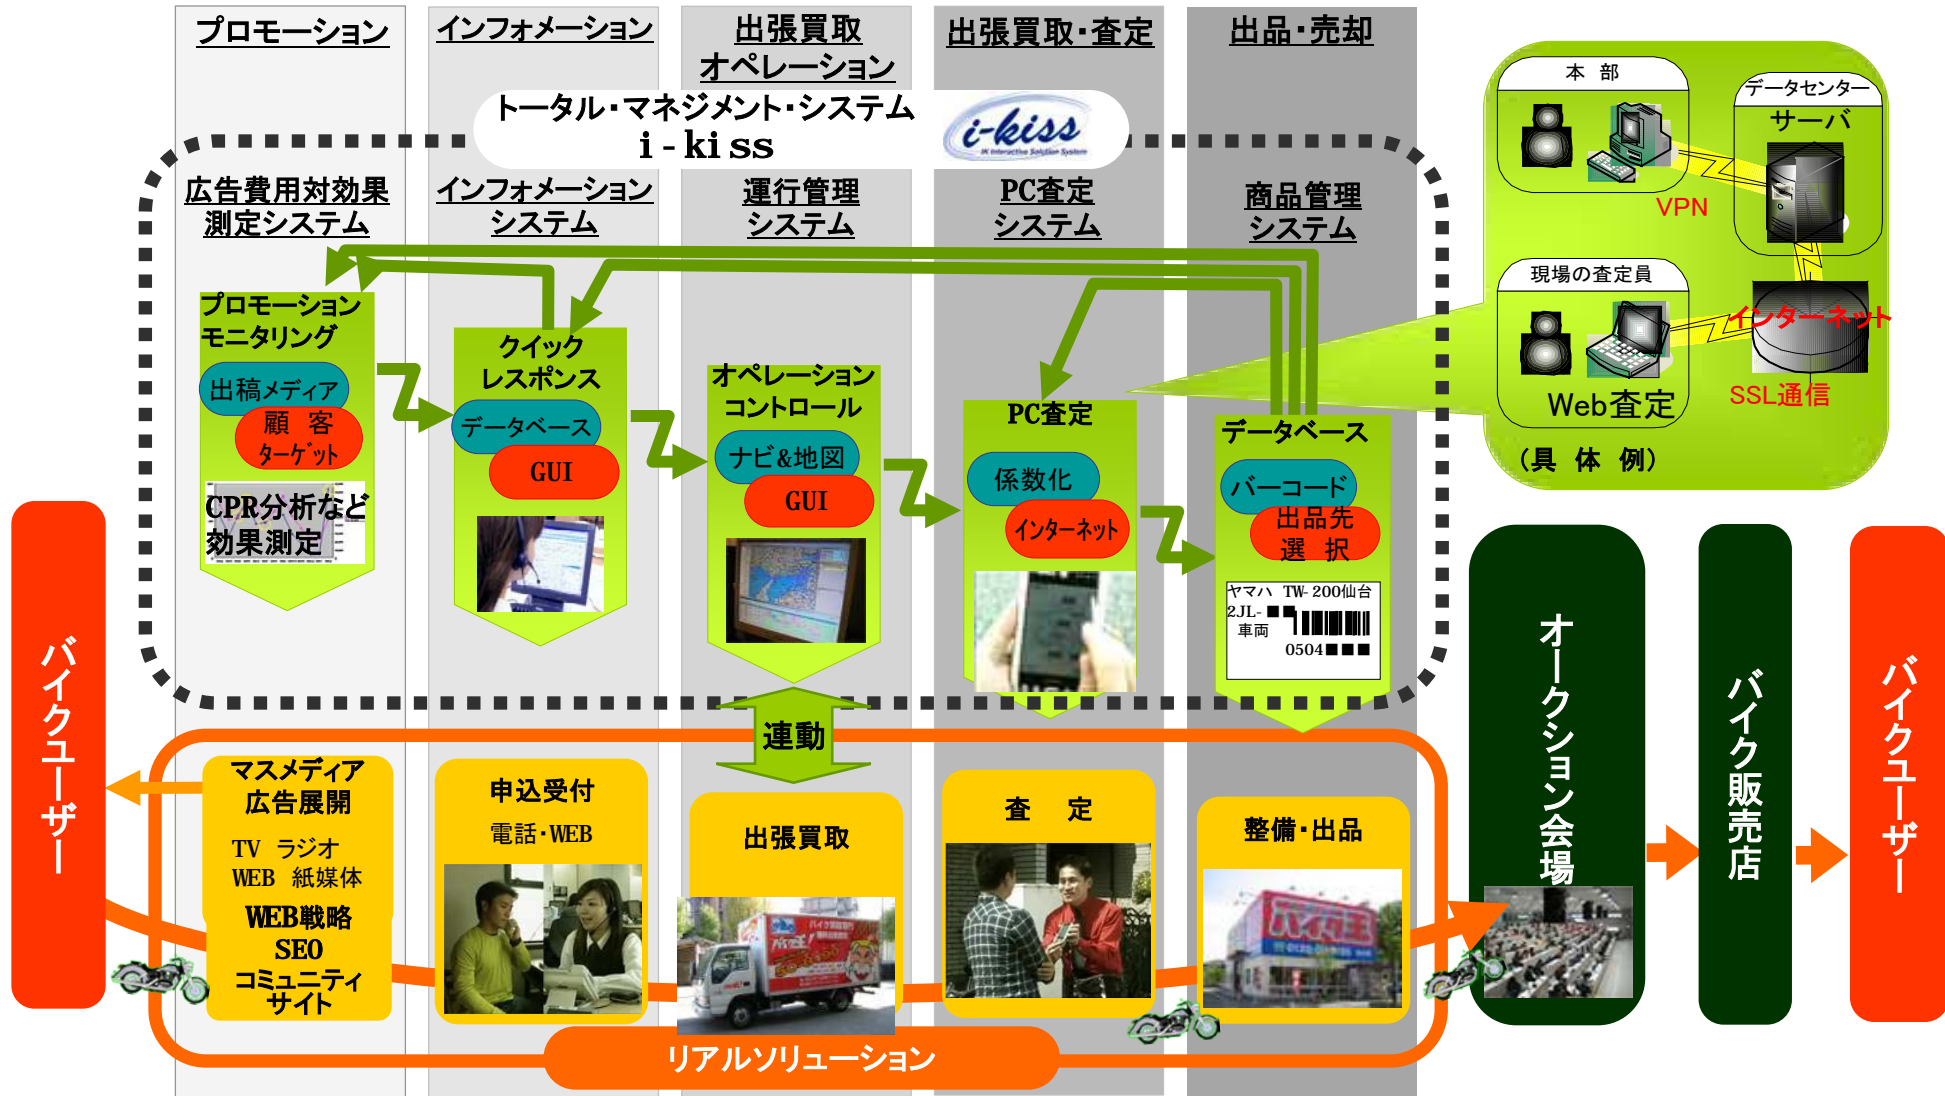 プロモーション
インフォメーション
出張買取
オペレーション
出張買取・査定
出品・売却
トータル・マネジメント・システム
i-kiss
i-kiss
IK Interactive Solution System
広告費用対効果
測定システム
インフォメーション
システム
運行管理
システム
PC査定
システム
商品管理
システム
プロモーション
モニタリング
出稿メディア
顧 客
ターゲット
CPR分析など
効果測定
クイック
レスポンス
データベース
GUI
オペレーション
コントロール
ナビ&地図
GUI
PC査定
係数化
インターネット
データベース
バーコード
出品先
選 択
ヤマハ TW-200仙台
2JL-■■
車両
0504■■■
本 部
データセンター
サーバ
VPN
現場の査定員
インターネット
Web査定
SSL通信
（具 体 例）
連動
バイクユーザー
マスメディア
広告展開
TV ラジオ
WEB 紙媒体
WEB戦略
SEO
コミュニティ
サイト
申込受付
電話・WEB
出張買取
バイク王
査 定
整備・出品
バイク王
リアルソリューション
オークション会場
バイク販売店
バイクユーザー